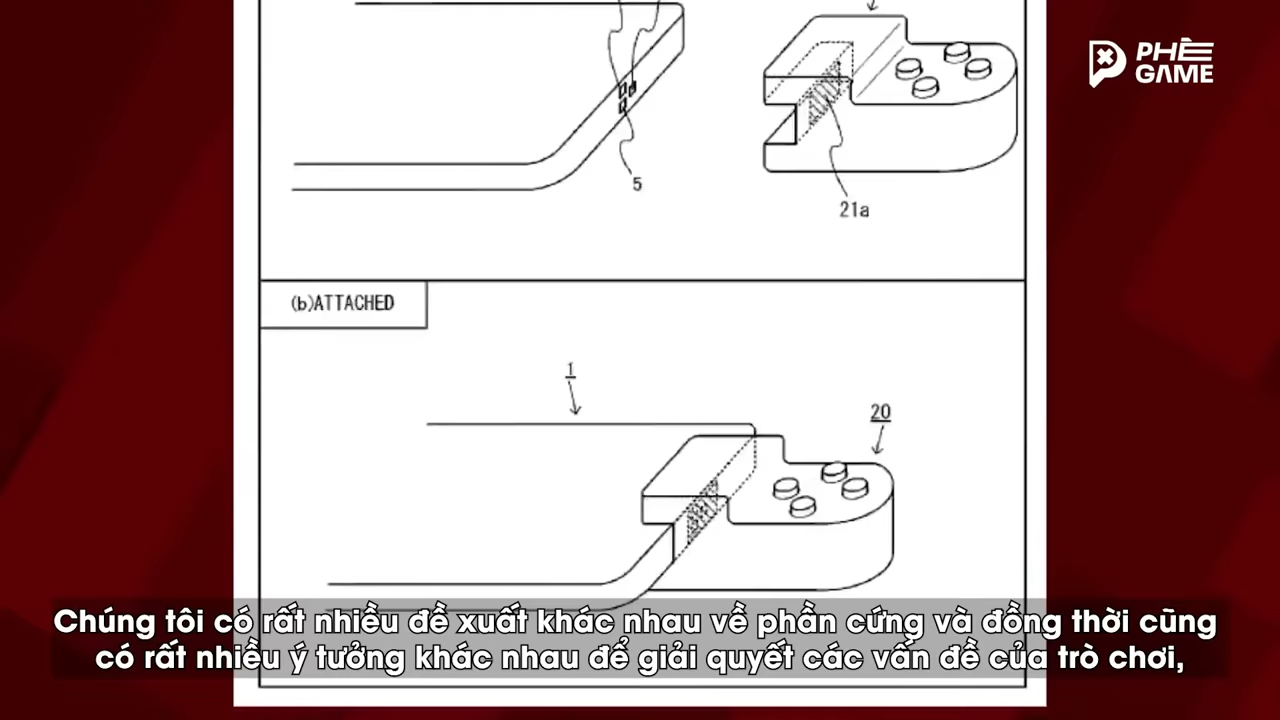 PHÊ
GAME
5
21a
(b)ATTACHED
1
20
Chúng tôi có rất nhiều đề xuất khác nhau về phần cứng và đồng thời cũng
có rất nhiều ý tưởng khác nhau để giải quyết các vấn đề của trò chơi,